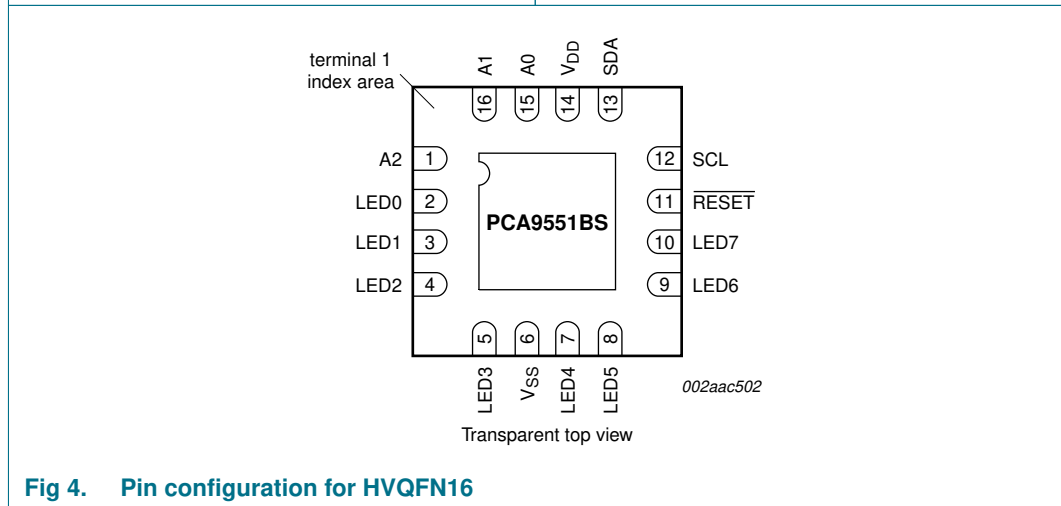 terminal 1
index area
A1
A0
VDD
SDA
16
15
14
13
A2
1
12
SCL
LED0
2
11
RESET
LED1
3
PCA9551BS
10
LED7
LED2
4
9
LED6
5
6
7
8
LED3
VSS
LED4
LED5
002aac502
Transparent top view
Fig 4. Pin configuration for HVQFN16